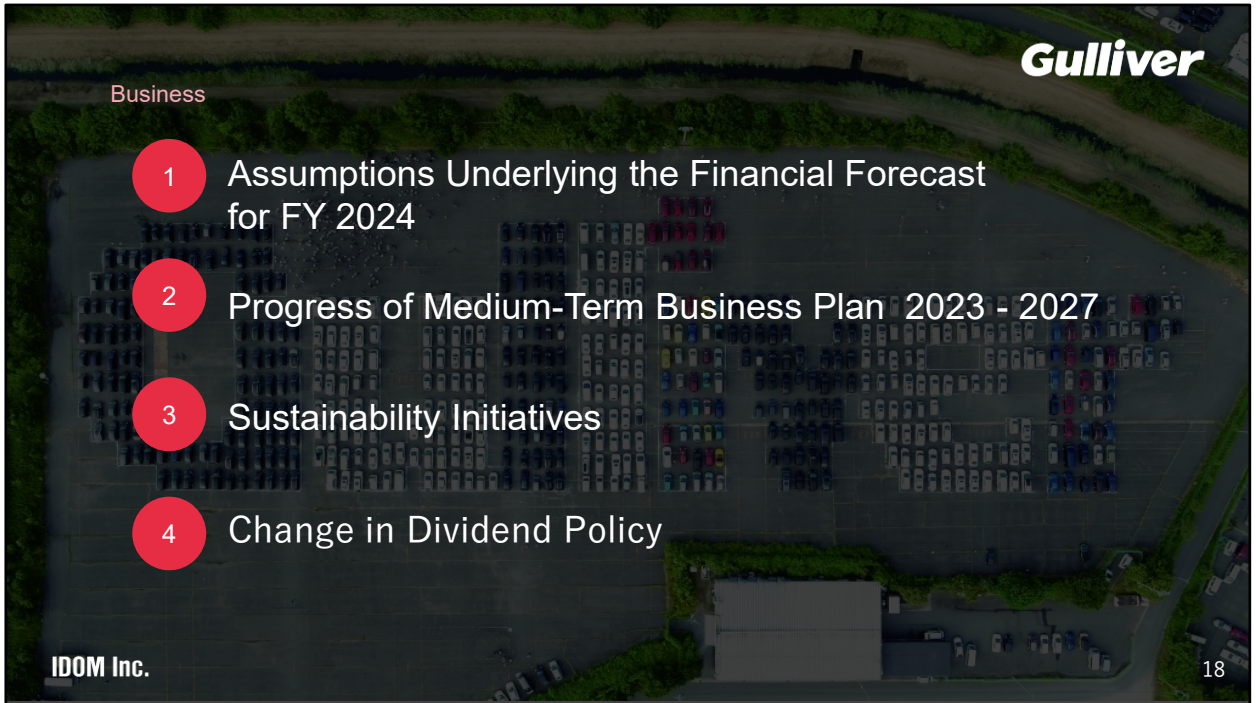 Gulliver
Business
1
Assumptions Underlying the Financial Forecast
for FY 2024
2
Progress of Medium-Term Business Plan 2023 - 2027
3
Sustainability Initiatives
4
Change in Dividend Policy
IDOM Inc.
18